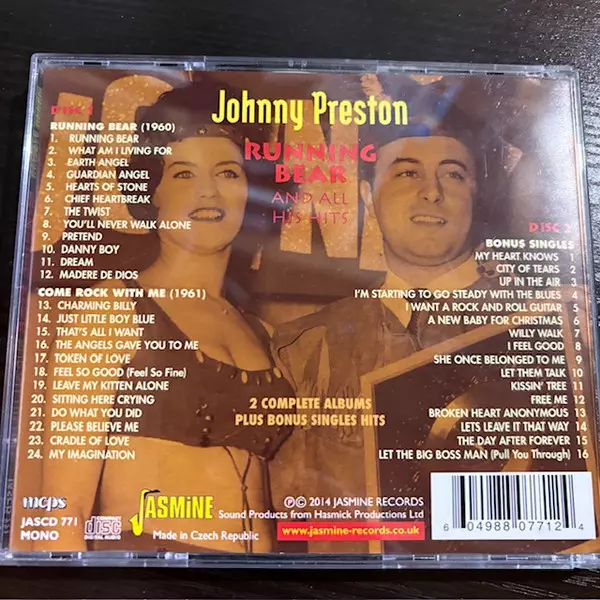 Johnny Preston
RUNNING
BEAR
AND ALL
HIS HITS
DISC 1
RUNNING BEAR (1960)
1. RUNNING BEAR
2. WHAT AM I LIVING FOR
3. EARTH ANGEL
4. GUARDIAN ANGEL
5. HEARTS OF STONE
6. CHIEF HEARTBREAK
7. THE TWIST
8. YOU'LL NEVER WALK ALONE
9. PRETEND
10. DANNY BOY
11. DREAM
12. MADERE DE DIOS
COME ROCK WITH ME (1961)
13. CHARMING BILLY
14. JUST LITTLE BOY BLUE
15. THAT'S ALL I WANT
16. THE ANGELS GAVE YOU TO ME
17. TOKEN OF LOVE
18. FEEL SO GOOD (Feel So Fine)
19. LEAVE MY KITTEN ALONE
20. SITTING HERE CRYING
21. DO WHAT YOU DID
22. PLEASE BELIEVE ME
23. CRADLE OF LOVE
24. MY IMAGINATION
DISC 2
BONUS SINGLES
MY HEART KNOWS 1
CITY OF TEARS 2
UP IN THE AIR 3
I'M STARTING TO GO STEADY WITH THE BLUES 4
I WANT A ROCK AND ROLL GUITAR 5
A NEW BABY FOR CHRISTMAS 6
WILLY WALK 7
I FEEL GOOD 8
SHE ONCE BELONGED TO ME 9
LET THEM TALK 10
KISSIN' TREE 11
FREE ME 12
BROKEN HEART ANONYMOUS 13
LETS LEAVE IT THAT WAY 14
THE DAY AFTER FOREVER 15
LET THE BIG BOSS MAN (Pull You Through) 16
2 COMPLETE ALBUMS
PLUS BONUS SINGLES HITS
mcps
JASCD 771
MONO
COMPACT
disc
DIGITAL AUDIO
JASMINE
Made in Czech Republic
℗© 2014 JASMINE RECORDS
Sound Products from Hasmick Productions Ltd
www.jasmine-records.co.uk
6 04988 07712 4